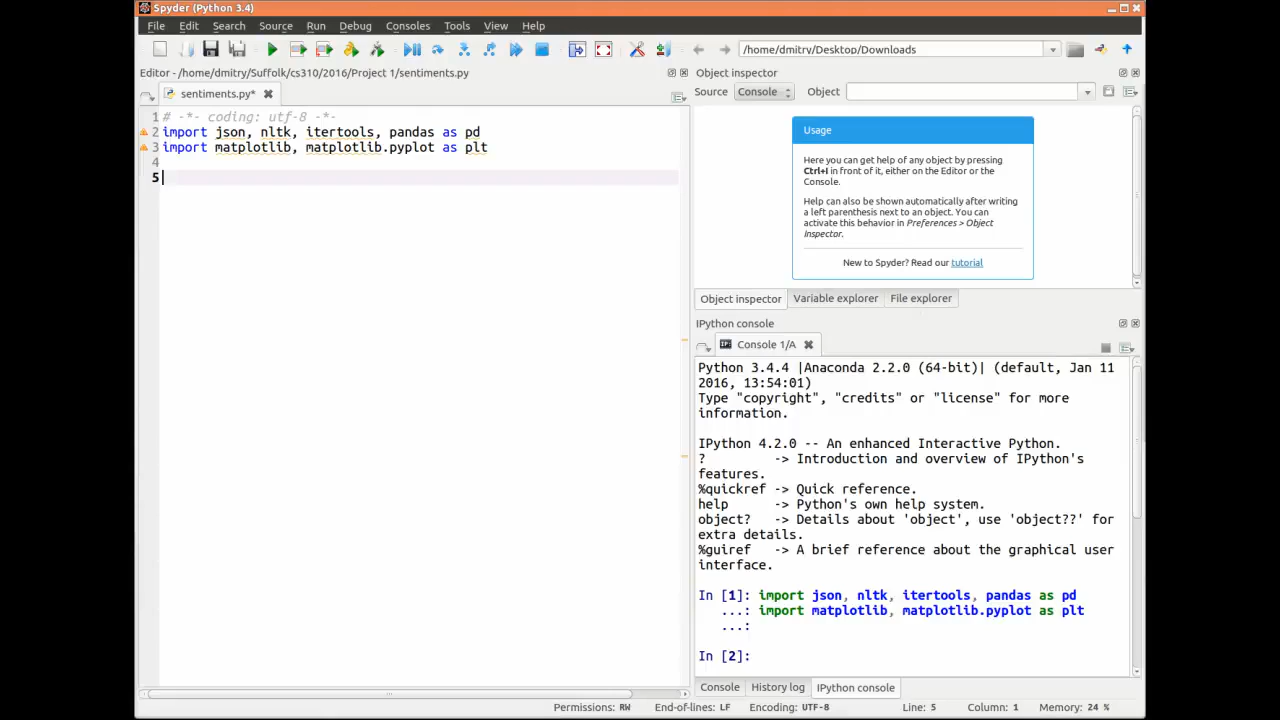 Spyder (Python 3.4)
File Edit Search Source Run Debug Consoles Tools View Help
/home/dmitry/Desktop/Downloads
Editor - /home/dmitry/Suffolk/cs310/2016/Project 1/sentiments.py
sentiments.py*
1 # -*- coding: utf-8 -*-
2 import json, nltk, itertools, pandas as pd
3 import matplotlib, matplotlib.pyplot as plt
4
5
Object inspector
Source Console Object
Usage
Here you can get help of any object by pressing
Ctrl+I in front of it, either on the Editor or the
Console.
Help can also be shown automatically after writing
a left parenthesis next to an object. You can
activate this behavior in Preferences > Object
Inspector.
New to Spyder? Read our tutorial
Object inspector Variable explorer File explorer
IPython console
Console 1/A
Python 3.4.4 |Anaconda 2.2.0 (64-bit)| (default, Jan 11
2016, 13:54:01)
Type "copyright", "credits" or "license" for more
information.
IPython 4.2.0 -- An enhanced Interactive Python.
? -> Introduction and overview of IPython's
features.
%quickref -> Quick reference.
help -> Python's own help system.
object? -> Details about 'object', use 'object??' for
extra details.
%guiref -> A brief reference about the graphical user
interface.
In [1]: import json, nltk, itertools, pandas as pd
...: import matplotlib, matplotlib.pyplot as plt
...:
In [2]:
Console History log IPython console
Permissions: RW End-of-lines: LF Encoding: UTF-8 Line: 5 Column: 1 Memory: 24 %